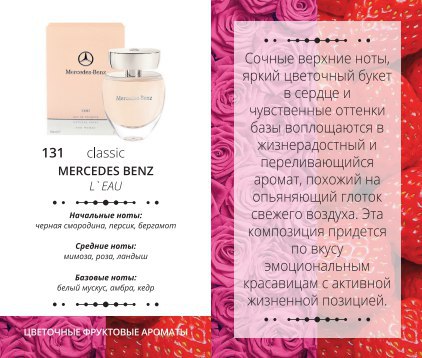 Mercedes-Benz
Mercedes-Benz
131 classic
MERCEDES BENZ
L`EAU
Начальные ноты:
черная смородина, персик, бергамот
Средние ноты:
мимоза, роза, ландыш
Базовые ноты:
белый мускус, амбра, кедр
ЦВЕТОЧНЫЕ ФРУКТОВЫЕ АРОМАТЫ
Сочные верхние ноты,
яркий цветочный букет
в сердце и
чувственные оттенки
базы воплощаются в
жизнерадостный и
переливающийся
аромат, похожий на
опьяняющий глоток
свежего воздуха. Эта
композиция придется
по вкусу
эмоциональным
красавицам с активной
жизненной позицией.